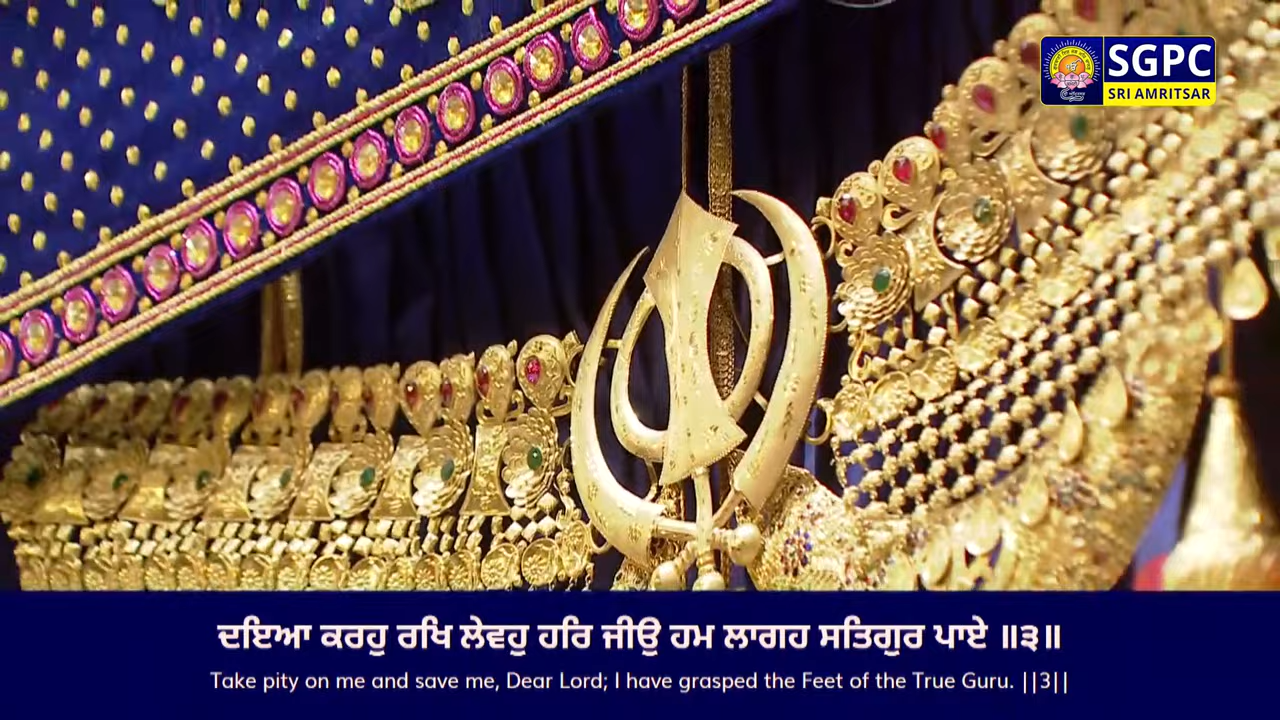 SGPC
SRI AMRITSAR
ਦਇਆ ਕਰਹੁ ਰਖਿ ਲੇਵਹੁ ਹਰਿ ਜੀਉ ਹਮ ਲਾਗਹ ਸਤਿਗੁਰ ਪਾਏ ॥੩॥
Take pity on me and save me, Dear Lord; I have grasped the Feet of the True Guru. ||3||